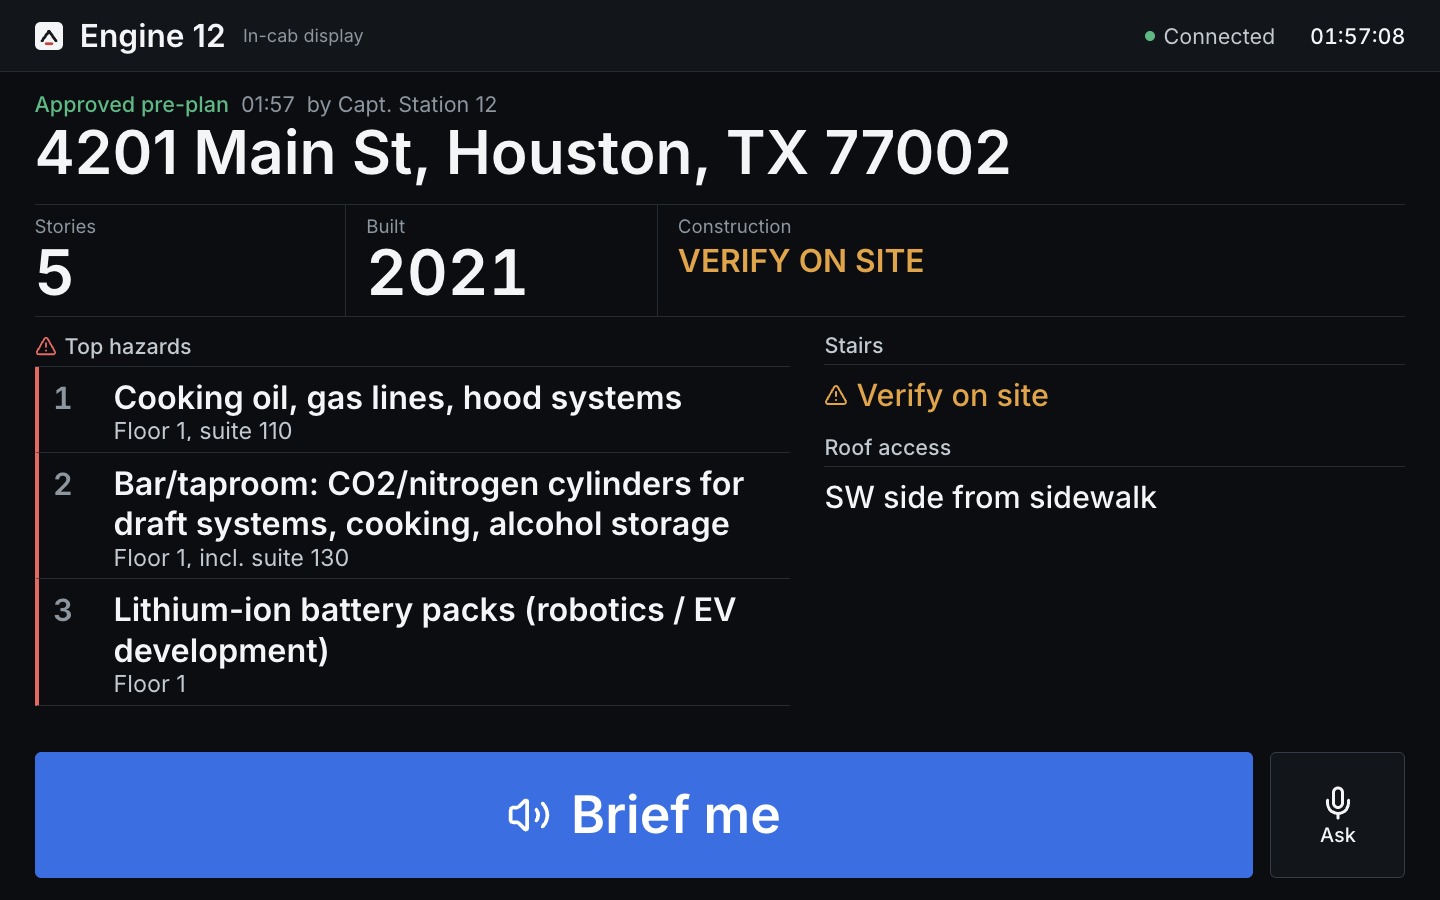 Engine 12 In-cab display
Connected 01:57:08
Approved pre-plan 01:57 by Capt. Station 12
4201 Main St, Houston, TX 77002
Stories
5
Built
2021
Construction
VERIFY ON SITE
Top hazards
1 Cooking oil, gas lines, hood systems
Floor 1, suite 110
2 Bar/taproom: CO2/nitrogen cylinders for
draft systems, cooking, alcohol storage
Floor 1, incl. suite 130
3 Lithium-ion battery packs (robotics / EV
development)
Floor 1
Stairs
Verify on site
Roof access
SW side from sidewalk
Brief me
Ask